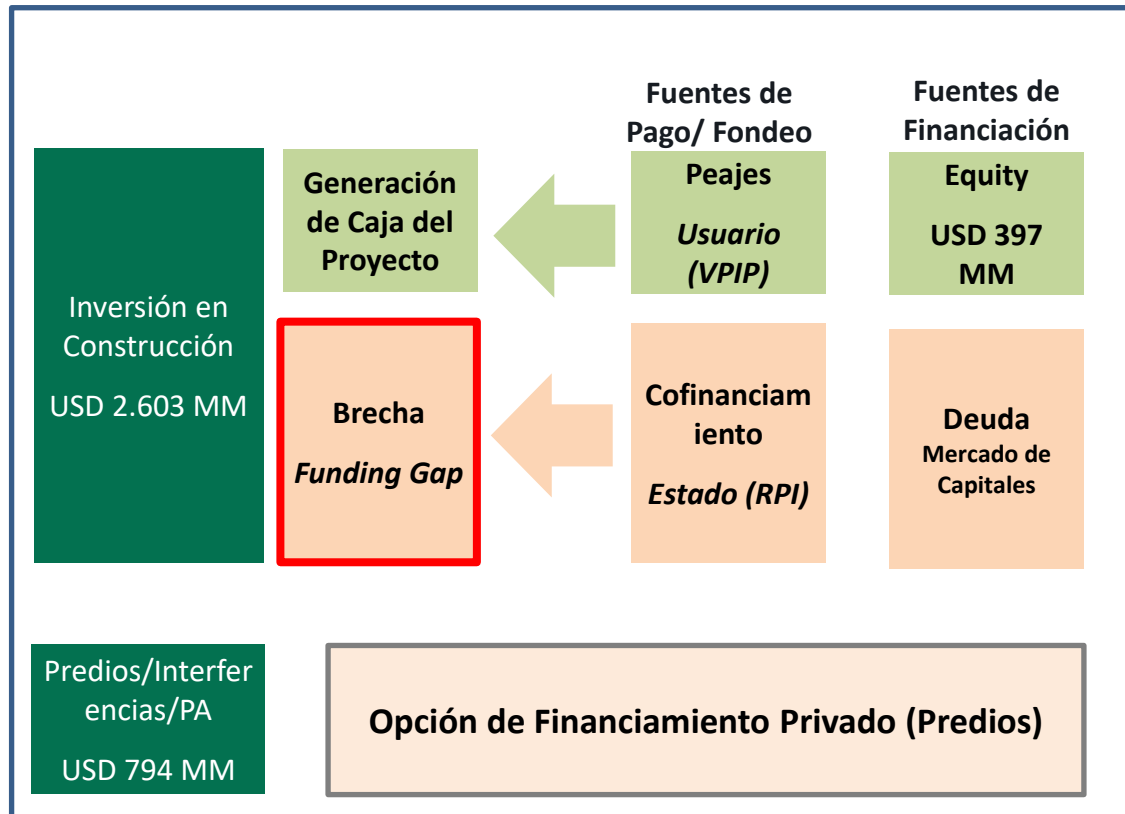 Fuentes de
Pago/ Fondeo
Fuentes de
Financiación
Inversión en
Construcción
USD 2.603 MM
Generación
de Caja del
Proyecto
Peajes
Usuario
(VPIP)
Equity
USD 397
MM
Brecha
Funding Gap
Cofinanciam
iento
Estado (RPI)
Deuda
Mercado de
Capitales
Predios/Interfer
encias/PA
USD 794 MM
Opción de Financiamiento Privado (Predios)